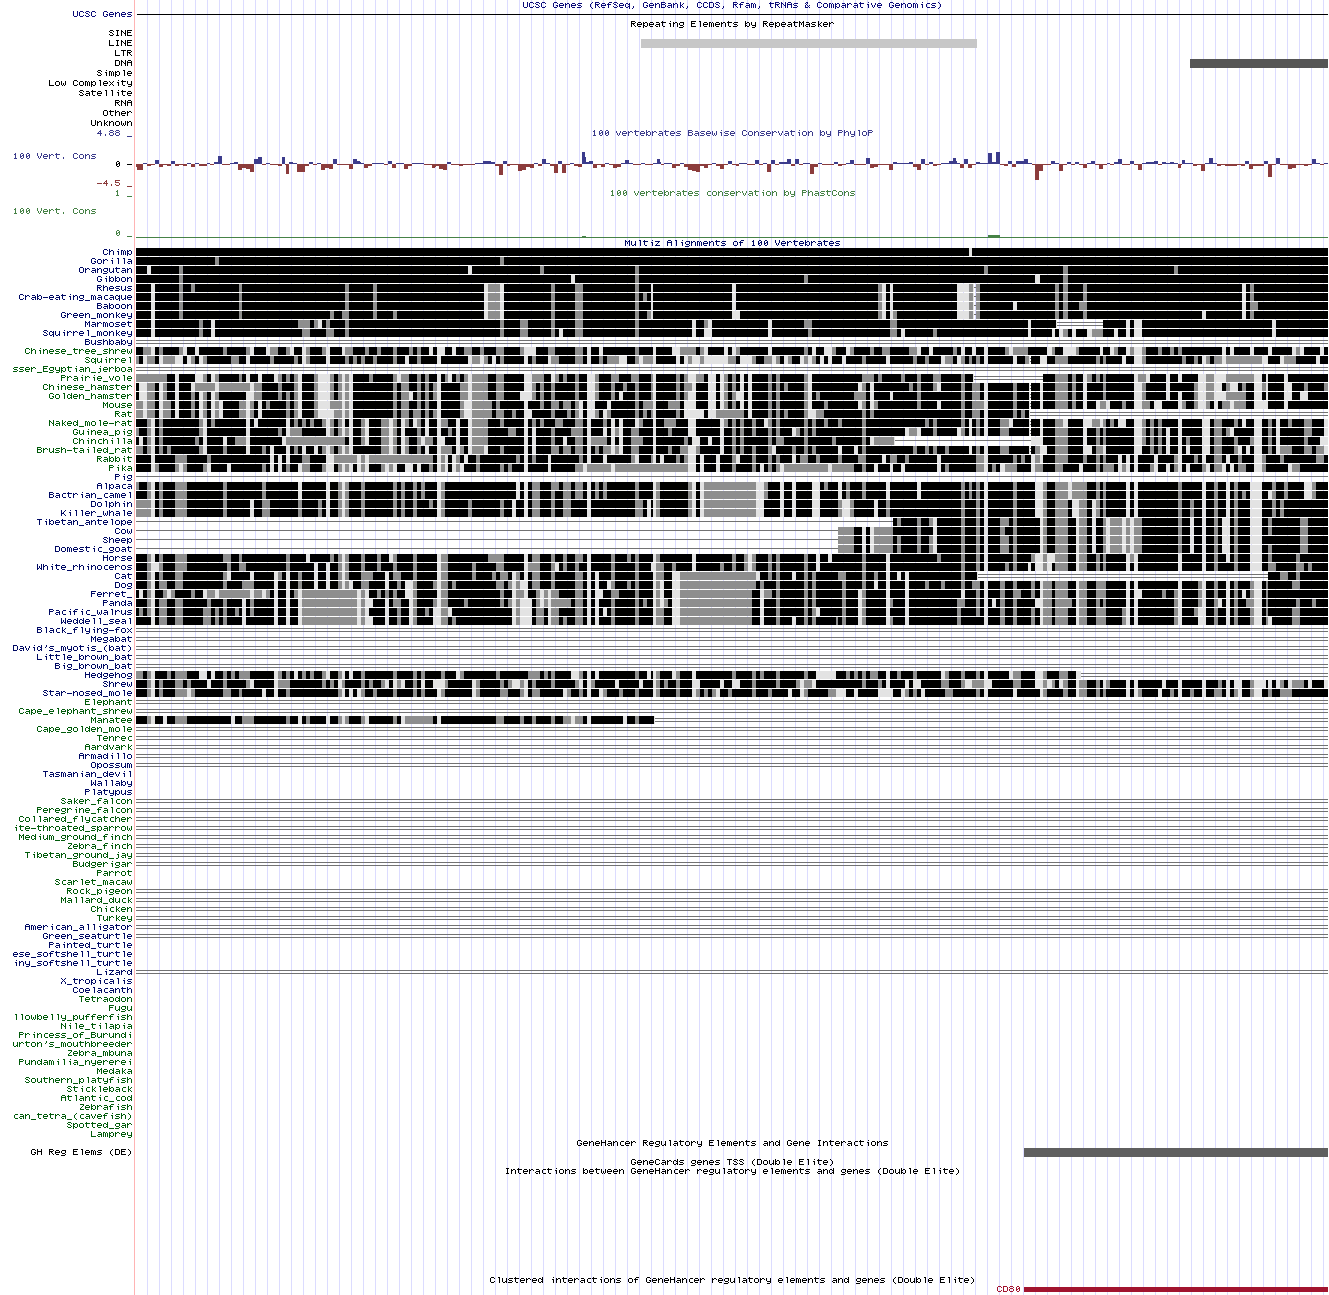 UCSC Genes (RefSeq, GenBank, CCDS, Rfam, tRNAs & Comparative Genomics)
UCSC Genes
Repeating Elements by RepeatMasker
SINE
LINE
LTR
DNA
Simple
Low Complexity
Satellite
RNA
Other
Unknown
4.88 _
100 vertebrates Basewise Conservation by PhyloP
100 Vert. Cons
0 _
-4.5 _
1 _
100 vertebrates conservation by PhastCons
100 Vert. Cons
0 _
Multiz Alignments of 100 Vertebrates
Chimp
Gorilla
Orangutan
Gibbon
Rhesus
Crab-eating_macaque
Baboon
Green_monkey
Marmoset
Squirrel_monkey
Bushbaby
Chinese_tree_shrew
Squirrel
sser_Egyptian_jerboa
Prairie_vole
Chinese_hamster
Golden_hamster
Mouse
Rat
Naked_mole-rat
Guinea_pig
Chinchilla
Brush-tailed_rat
Rabbit
Pika
Pig
Alpaca
Bactrian_camel
Dolphin
Killer_whale
Tibetan_antelope
Cow
Sheep
Domestic_goat
Horse
White_rhinoceros
Cat
Dog
Ferret_
Panda
Pacific_walrus
Weddell_seal
Black_flying-fox
Megabat
David's_myotis_(bat)
Little_brown_bat
Big_brown_bat
Hedgehog
Shrew
Star-nosed_mole
Elephant
Cape_elephant_shrew
Manatee
Cape_golden_mole
Tenrec
Aardvark
Armadillo
Opossum
Tasmanian_devil
Wallaby
Platypus
Saker_falcon
Peregrine_falcon
Collared_flycatcher
ite-throated_sparrow
Medium_ground_finch
Zebra_finch
Tibetan_ground_jay
Budgerigar
Parrot
Scarlet_macaw
Rock_pigeon
Mallard_duck
Chicken
Turkey
American_alligator
Green_seaturtle
Painted_turtle
ese_softshell_turtle
iny_softshell_turtle
Lizard
X_tropicalis
Coelacanth
Tetraodon
Fugu
llowbelly_pufferfish
Nile_tilapia
Princess_of_Burundi
urton's_mouthbreeder
Zebra_mbuna
Pundamilia_nyererei
Medaka
Southern_platyfish
Stickleback
Atlantic_cod
Zebrafish
can_tetra_(cavefish)
Spotted_gar
Lamprey
GeneHancer Regulatory Elements and Gene Interactions
GH Reg Elems (DE)
GeneCards genes TSS (Double Elite)
Interactions between GeneHancer regulatory elements and genes (Double Elite)
Clustered interactions of GeneHancer regulatory elements and genes (Double Elite)
CD80